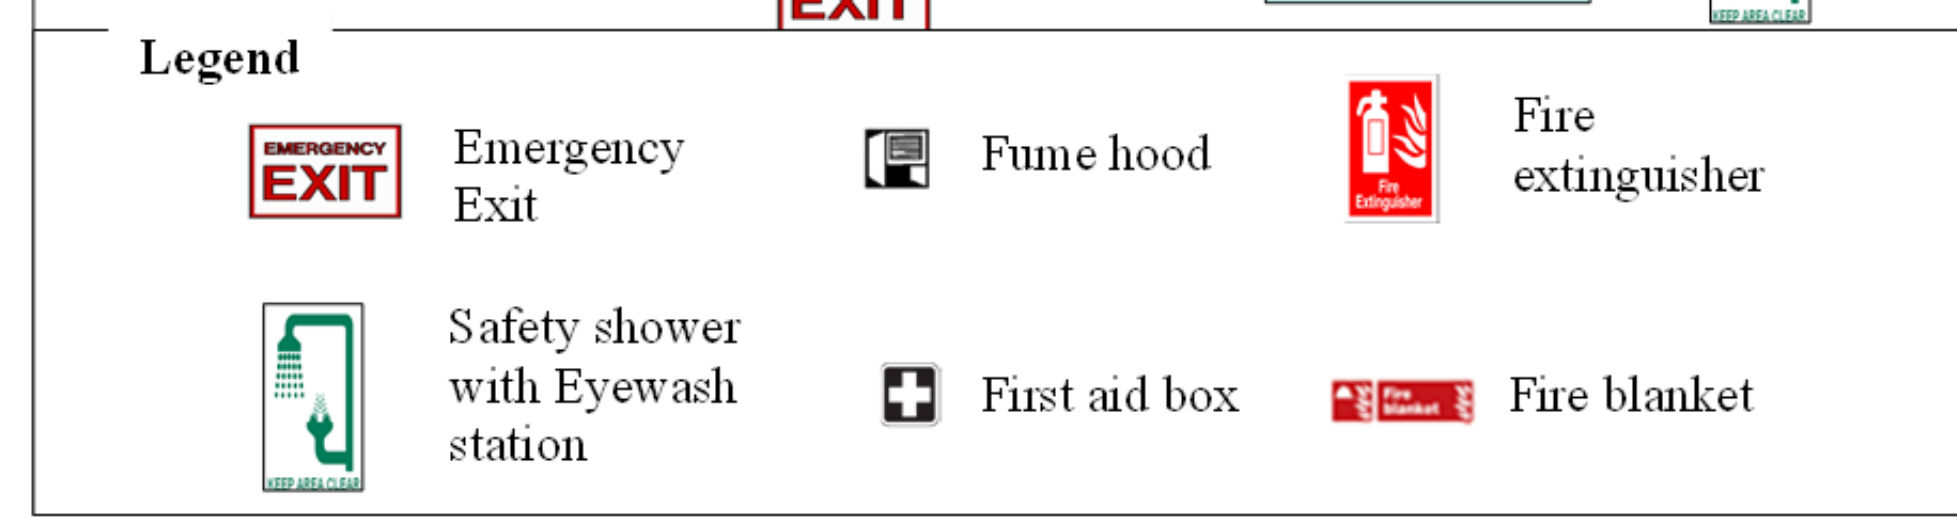 EXIT
KEEP AREA CLEAR
Legend
EMERGENCY
EXIT
Emergency
Exit
Fume hood
Fire
Extinguisher
Fire
extinguisher
KEEP AREA CLEAR
Safety shower
with Eyewash
station
First aid box
Fire
blanket
Fire blanket